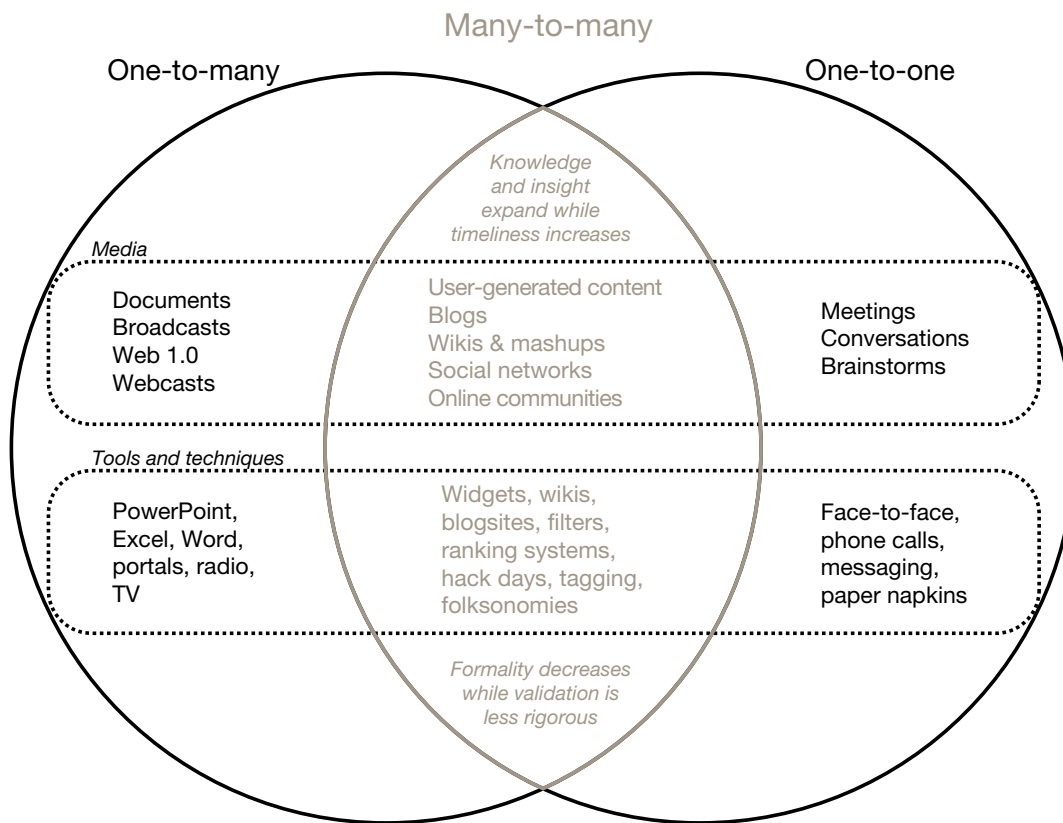 Many-to-many
One-to-many
One-to-one
Knowledge
and insight
expand while
timeliness increases
Media
Documents
Broadcasts
Web 1.0
Webcasts
User-generated content
Blogs
Wikis & mashups
Social networks
Online communities
Meetings
Conversations
Brainstorms
Tools and techniques
PowerPoint,
Excel, Word,
portals, radio,
TV
Widgets, wikis,
blogsites, filters,
ranking systems,
hack days, tagging,
folksonomies
Face-to-face,
phone calls,
messaging,
paper napkins
Formality decreases
while validation is
less rigorous